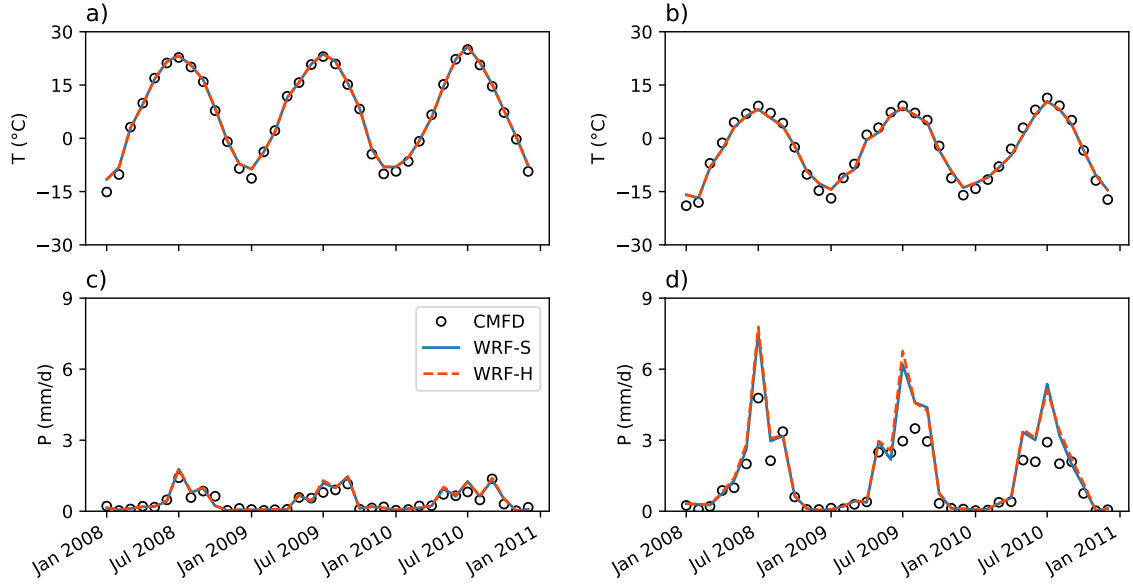 a)
30
15
0
−15
−30
T (°C)
b)
30
15
0
−15
−30
T (°C)
c)
9
6
3
0
P (mm/d)
CMFD
WRF-S
WRF-H
Jan 2008
Jul 2008
Jan 2009
Jul 2009
Jan 2010
Jul 2010
Jan 2011
d)
9
6
3
0
P (mm/d)
Jan 2008
Jul 2008
Jan 2009
Jul 2009
Jan 2010
Jul 2010
Jan 2011